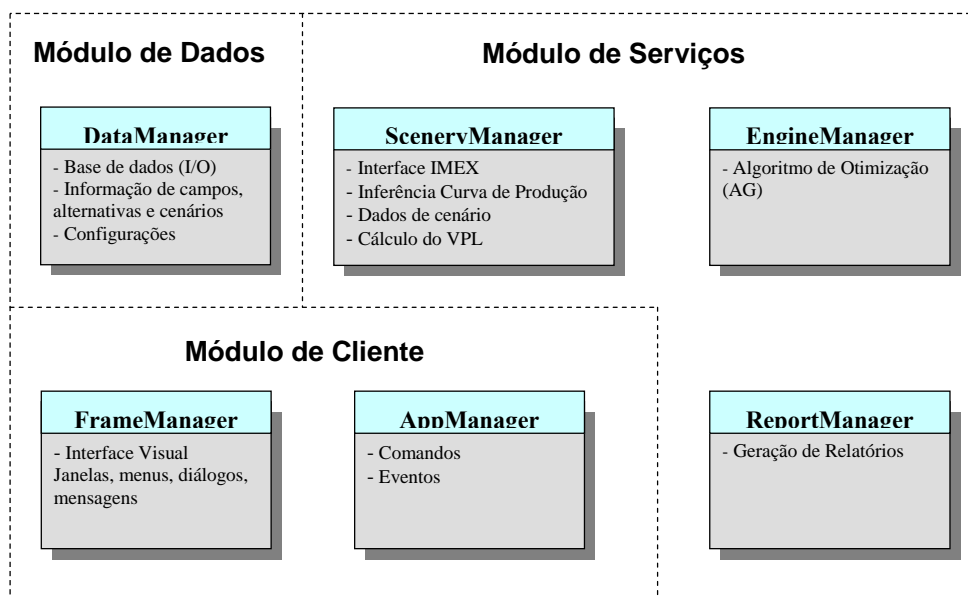 Módulo de Dados
Módulo de Serviços
DataManager
- Base de dados (I/O)
- Informação de campos,
alternativas e cenários
- Configurações
SceneryManager
- Interface IMEX
- Inferência Curva de Produção
- Dados de cenário
- Cálculo do VPL
EngineManager
- Algoritmo de Otimização
(AG)
Módulo de Cliente
FrameManager
- Interface Visual
Janelas, menus, diálogos,
mensagens
AppManager
- Comandos
- Eventos
ReportManager
- Geração de Relatórios